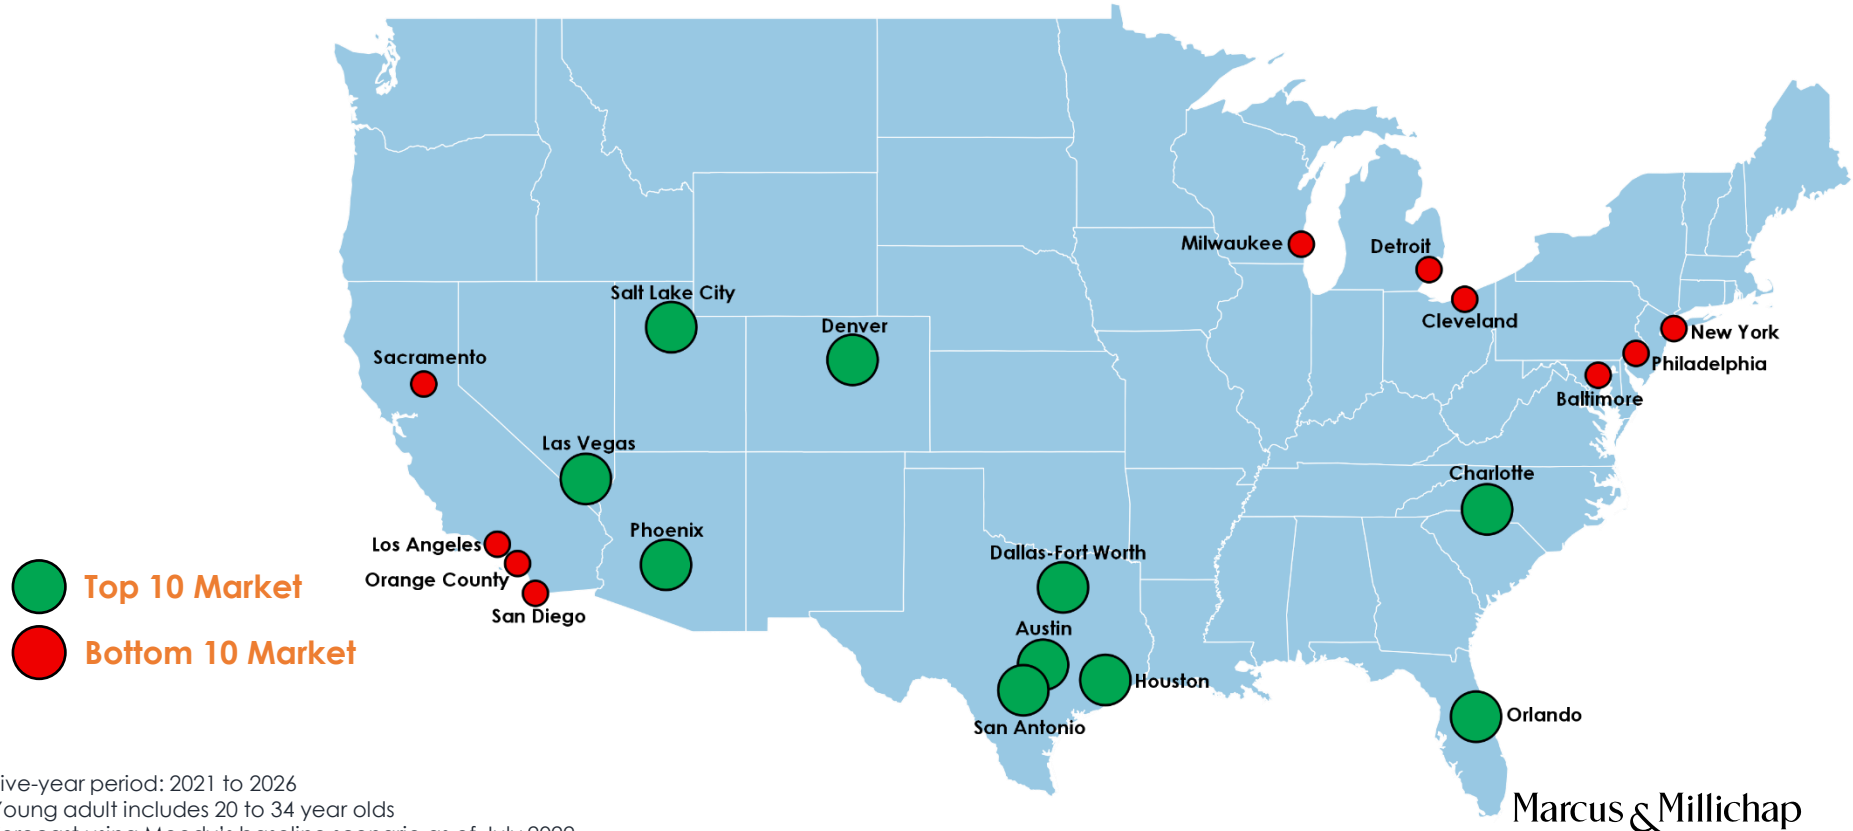 Milwaukee
Detroit
Salt Lake City
Cleveland
Denver
New York
Sacramento
Philadelphia
Baltimore
Las Vegas
Charlotte
Phoenix
Los Angeles
Dallas-Fort Worth
Orange County
Top 10 Market
San Diego
Austin
Bottom 10 Market
Houston
Orlando
San Antonio
ive-year period: 2021 to 2026
Young adult includes 20 to 34 year olds
Marcus & Millichap